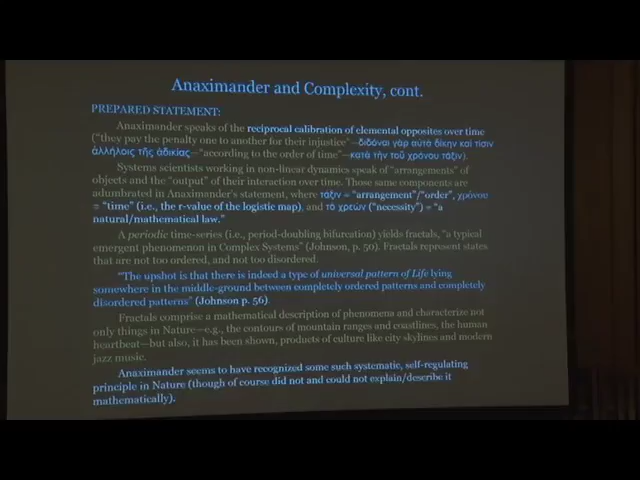 Anaximander and Complexity, cont.
PREPARED STATEMENT:
Anaximander speaks of the reciprocal calibration of elemental opposites over time
(“they pay the penalty one to another for their injustice”—διδόναι γὰρ αὐτὰ δίκην καὶ τίσιν
ἀλλήλοις τῆς ἀδικίας—“according to the order of time”—κατὰ τὴν τοῦ χρόνου τάξιν).
Systems scientists working in non-linear dynamics speak of “arrangements” of
objects and the “output” of their interaction over time. Those same components are
adumbrated in Anaximander’s statement, where τάξιν = “arrangement”/“order”, χρόνου
= “time” (i.e., the r-value of the logistic map), and τὸ χρεών (“necessity”) = “a
natural/mathematical law.”
A periodic time-series (i.e., period-doubling bifurcation) yields fractals, “a typical
emergent phenomenon in Complex Systems” (Johnson, p. 50). Fractals represent states
that are not too ordered, and not too disordered.
“The upshot is that there is indeed a type of universal pattern of Life lying
somewhere in the middle-ground between completely ordered patterns and completely
disordered patterns” (Johnson p. 56).
Fractals comprise a mathematical description of phenomena and characterize not
only things in Nature—e.g., the contours of mountain ranges and coastlines, the human
heartbeat—but also, it has been shown, products of culture like city skylines and modern
jazz music.
Anaximander seems to have recognized some such systematic, self-regulating
principle in Nature (though of course did not and could not explain/describe it
mathematically).